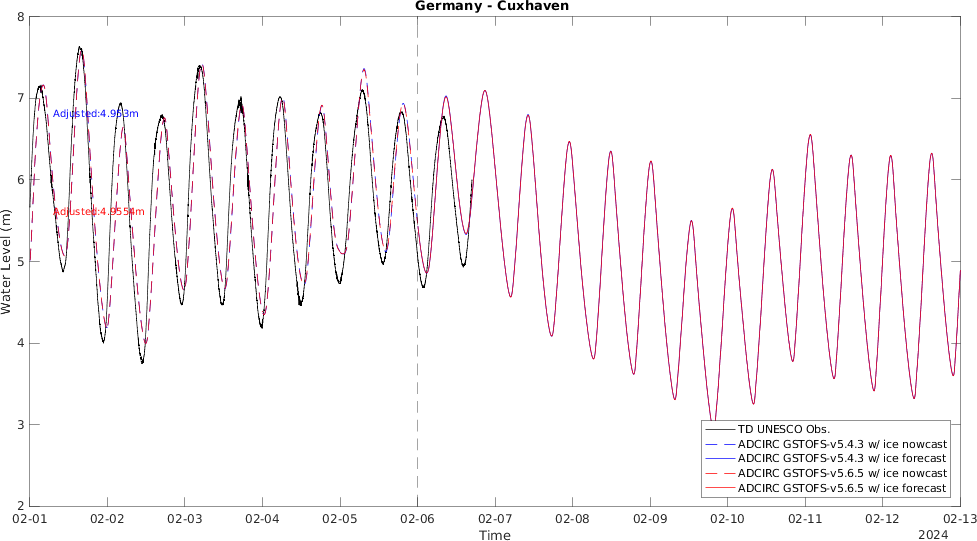 Germany - Cuxhaven
8
7
6
5
4
3
2
Water Level (m)
Adjusted:4.953m
Adjusted:4.9554m
TD UNESCO Obs.
ADCIRC GSTOFS-v5.4.3 w/ ice nowcast
ADCIRC GSTOFS-v5.4.3 w/ ice forecast
ADCIRC GSTOFS-v5.6.5 w/ ice nowcast
ADCIRC GSTOFS-v5.6.5 w/ ice forecast
02-01 02-02 02-03 02-04 02-05 02-06 02-07 02-08 02-09 02-10 02-11 02-12 02-13
Time
2024